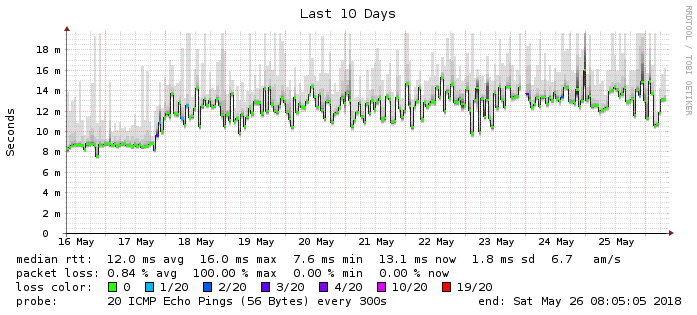 Last 10 Days
RRDTOOL / TOBI OETIKER
Seconds
18 m
16 m
14 m
12 m
10 m
8 m
6 m
4 m
2 m
0
16 May 17 May 18 May 19 May 20 May 21 May 22 May 23 May 24 May 25 May
median rtt: 12.0 ms avg 16.0 ms max 7.6 ms min 13.1 ms now 1.8 ms sd 6.7 am/s
packet loss: 0.84 % avg 100.00 % max 0.00 % min 0.00 % now
loss color: 0 1/20 2/20 3/20 4/20 10/20 19/20
probe: 20 ICMP Echo Pings (56 Bytes) every 300s end: Sat May 26 08:05:05 2018